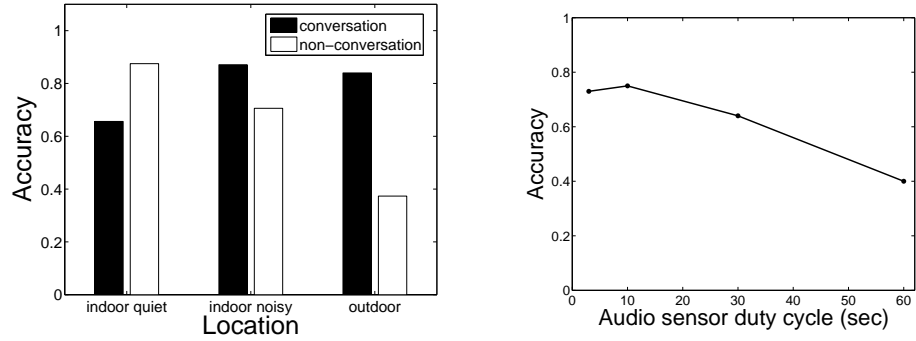 1
0.8
0.6
0.4
0.2
0
Accuracy
conversation
non−conversation
indoor quiet indoor noisy outdoor
Location
1
0.8
0.6
0.4
0.2
0
Accuracy
0 10 20 30 40 50 60
Audio sensor duty cycle (sec)